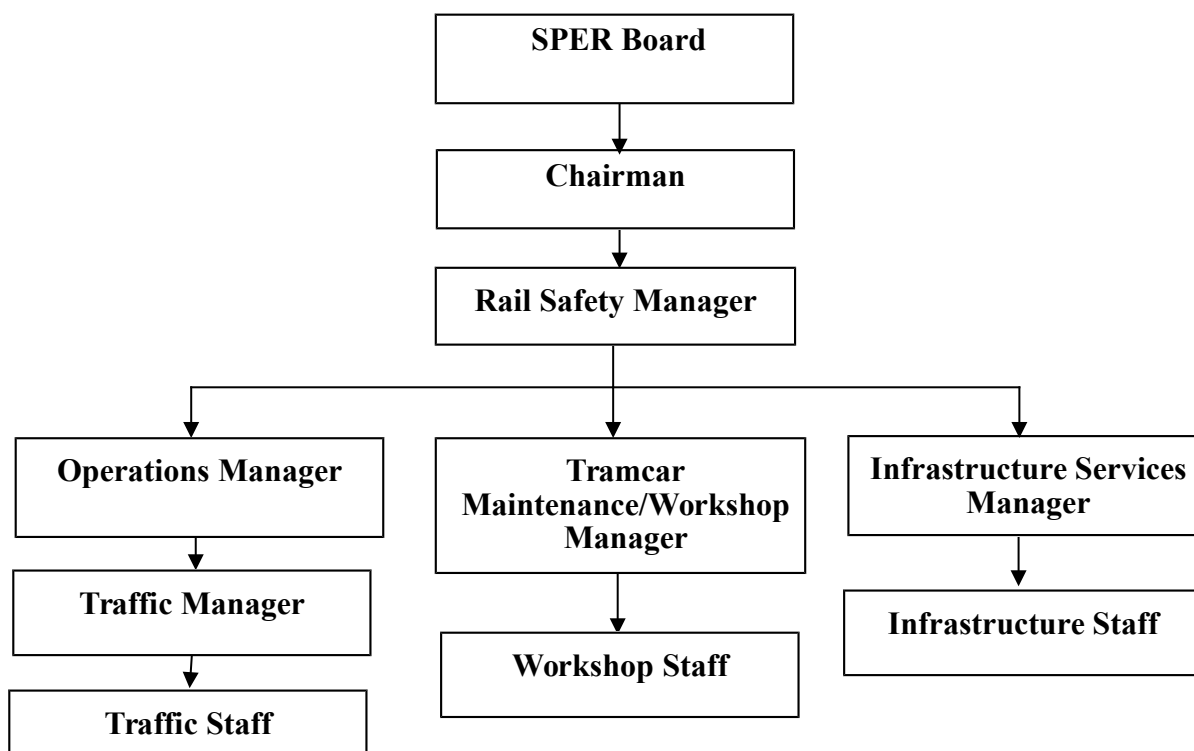 SPER Board
Chairman
Rail Safety Manager
Operations Manager
Tramcar
Maintenance/Workshop
Manager
Infrastructure Services
Manager
Traffic Manager
Infrastructure Staff
Workshop Staff
Traffic Staff